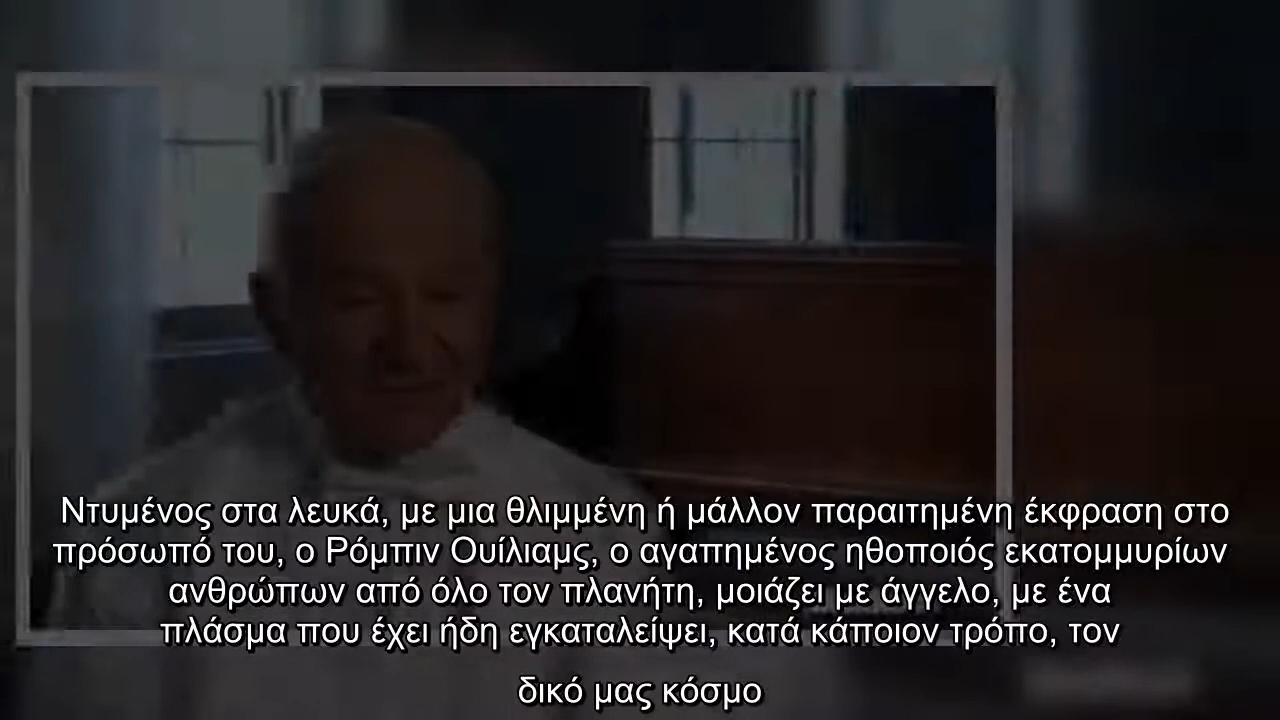 Ντυμένος στα λευκά, με μια θλιμμένη ή μάλλον παραιτημένη έκφραση στο
πρόσωπό του, ο Ρόμπιν Ουίλιαμς, ο αγαπημένος ηθοποιός εκατομμυρίων
ανθρώπων από όλο τον πλανήτη, μοιάζει με άγγελο, με ένα
πλάσμα που έχει ήδη εγκαταλείψει, κατά κάποιον τρόπο, τον
δικό μας κόσμο